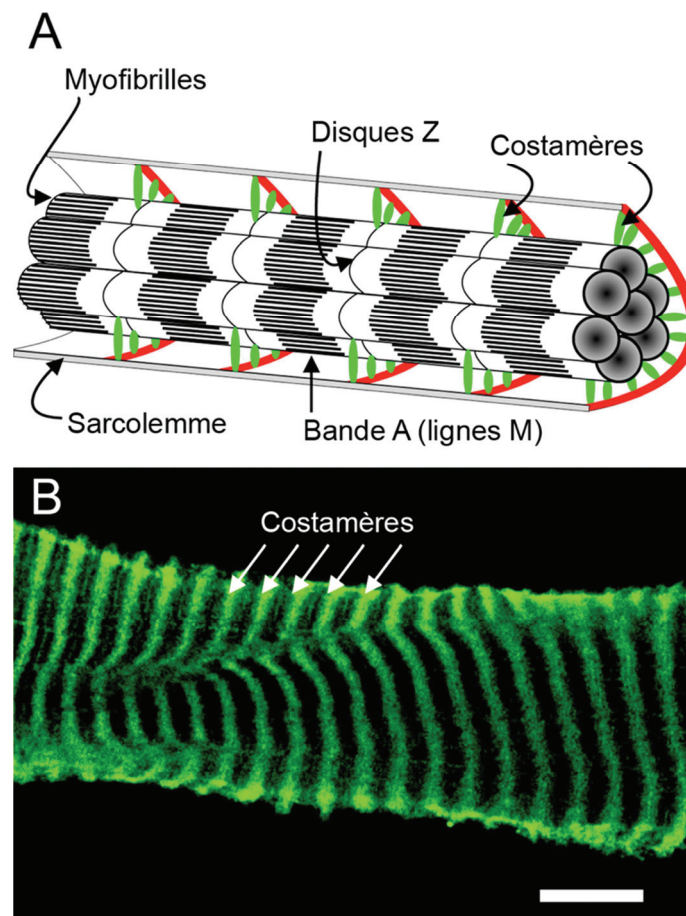 A
Myofibrilles
Disques Z
Costamères
Sarcolemme
Bande A (lignes M)
B
Costamères